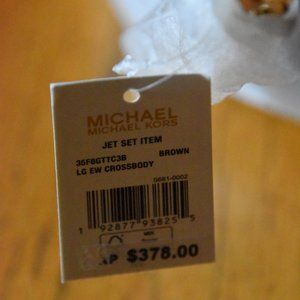 MICHAEL
MICHAEL KORS
JET SET ITEM
35F8GTTC3B BROWN
LG EW CROSSBODY
0681-0002
1 92877 93825 5
$378.00